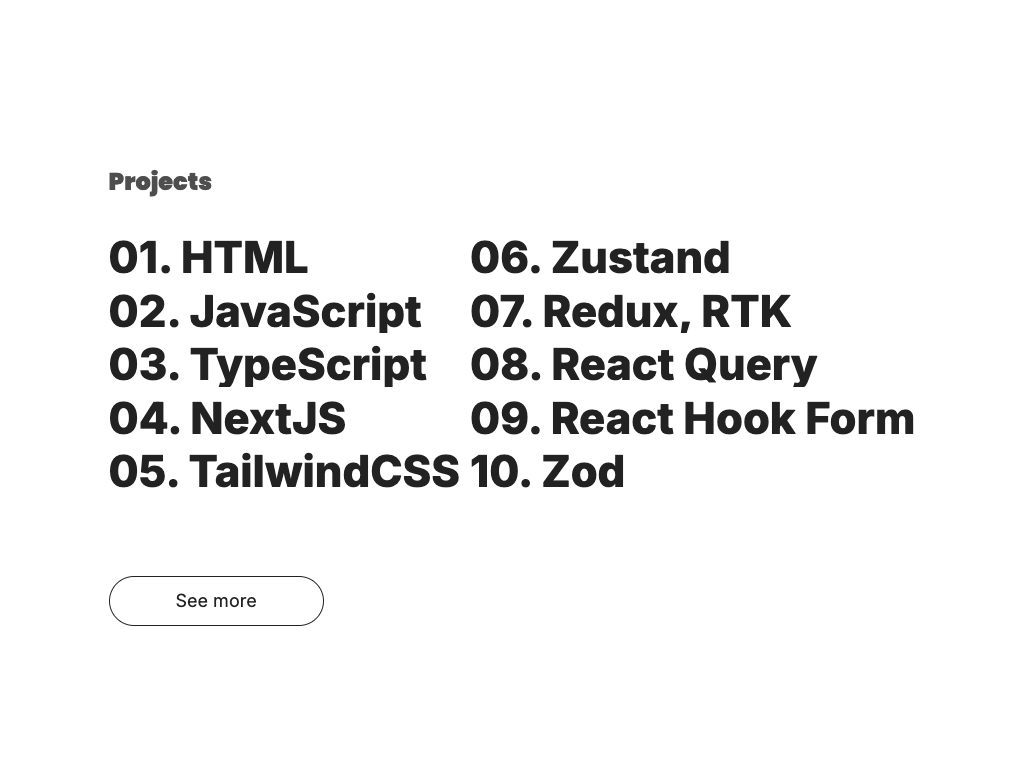 Projects
01. HTML
02. JavaScript
03. TypeScript
04. NextJS
05. TailwindCSS
06. Zustand
07. Redux, RTK
08. React Query
09. React Hook Form
10. Zod
See more